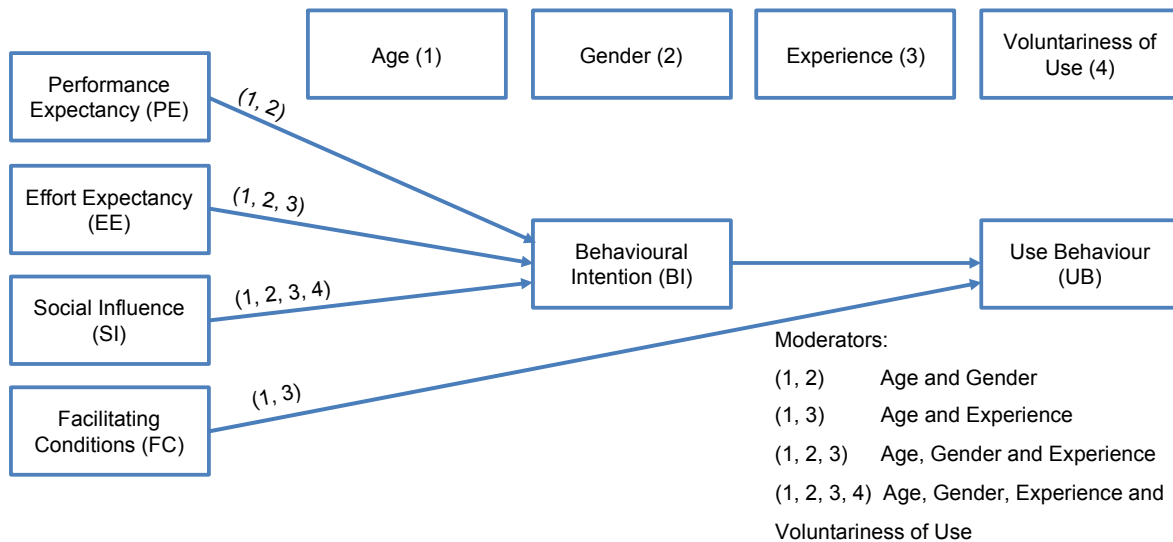 Age (1)
Gender (2)
Experience (3)
Voluntariness of
Use (4)
Performance
Expectancy (PE)
(1, 2)
Effort Expectancy
(EE)
(1, 2, 3)
Behavioural
Intention (BI)
Use Behaviour
(UB)
Social Influence
(SI)
(1, 2, 3, 4)
Facilitating
Conditions (FC)
(1, 3)
Moderators:
(1, 2) Age and Gender
(1, 3) Age and Experience
(1, 2, 3) Age, Gender and Experience
(1, 2, 3, 4) Age, Gender, Experience and
Voluntariness of Use